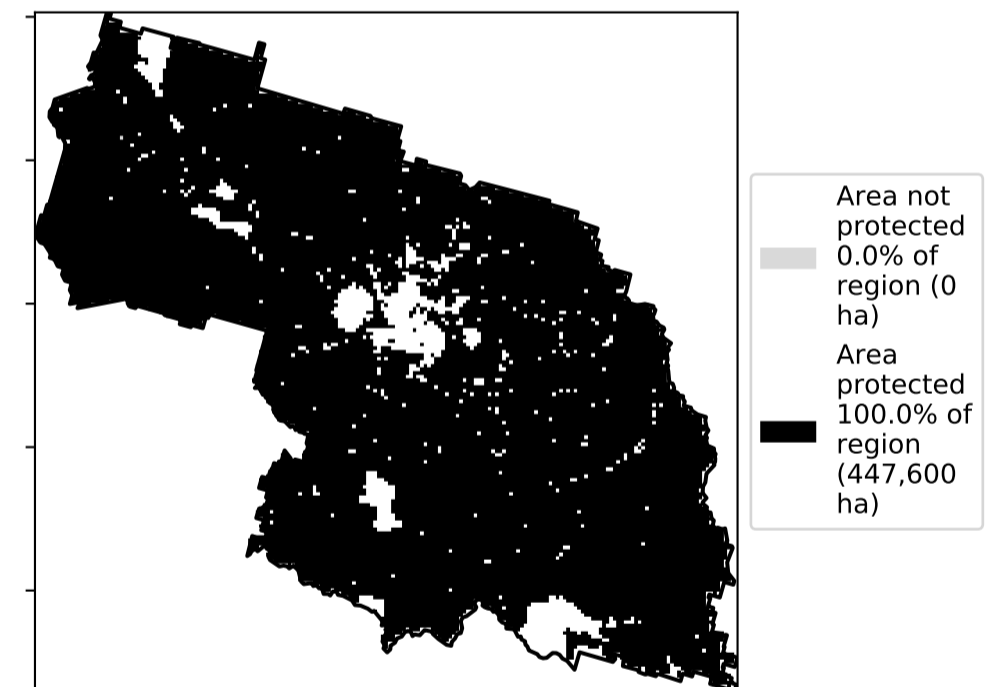 Area not
protected
0.0% of
region (0
ha)
Area
protected
100.0% of
region
(447,600
ha)